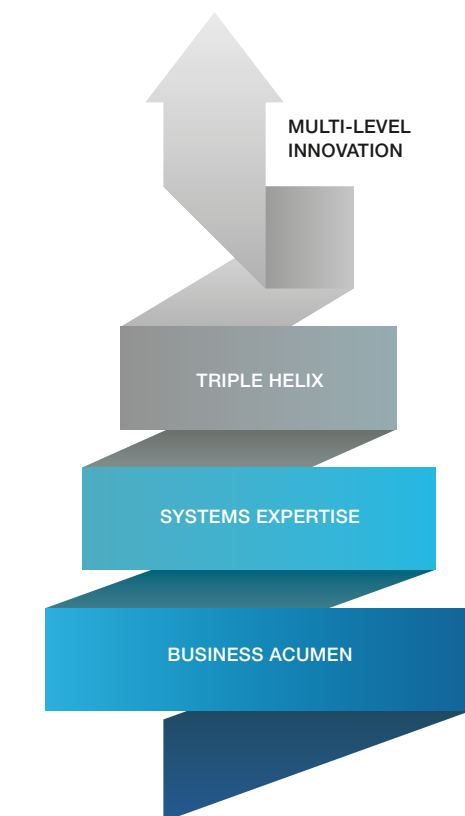 MULTI-LEVEL
INNOVATION
TRIPLE HELIX
SYSTEMS EXPERTISE
BUSINESS ACUMEN